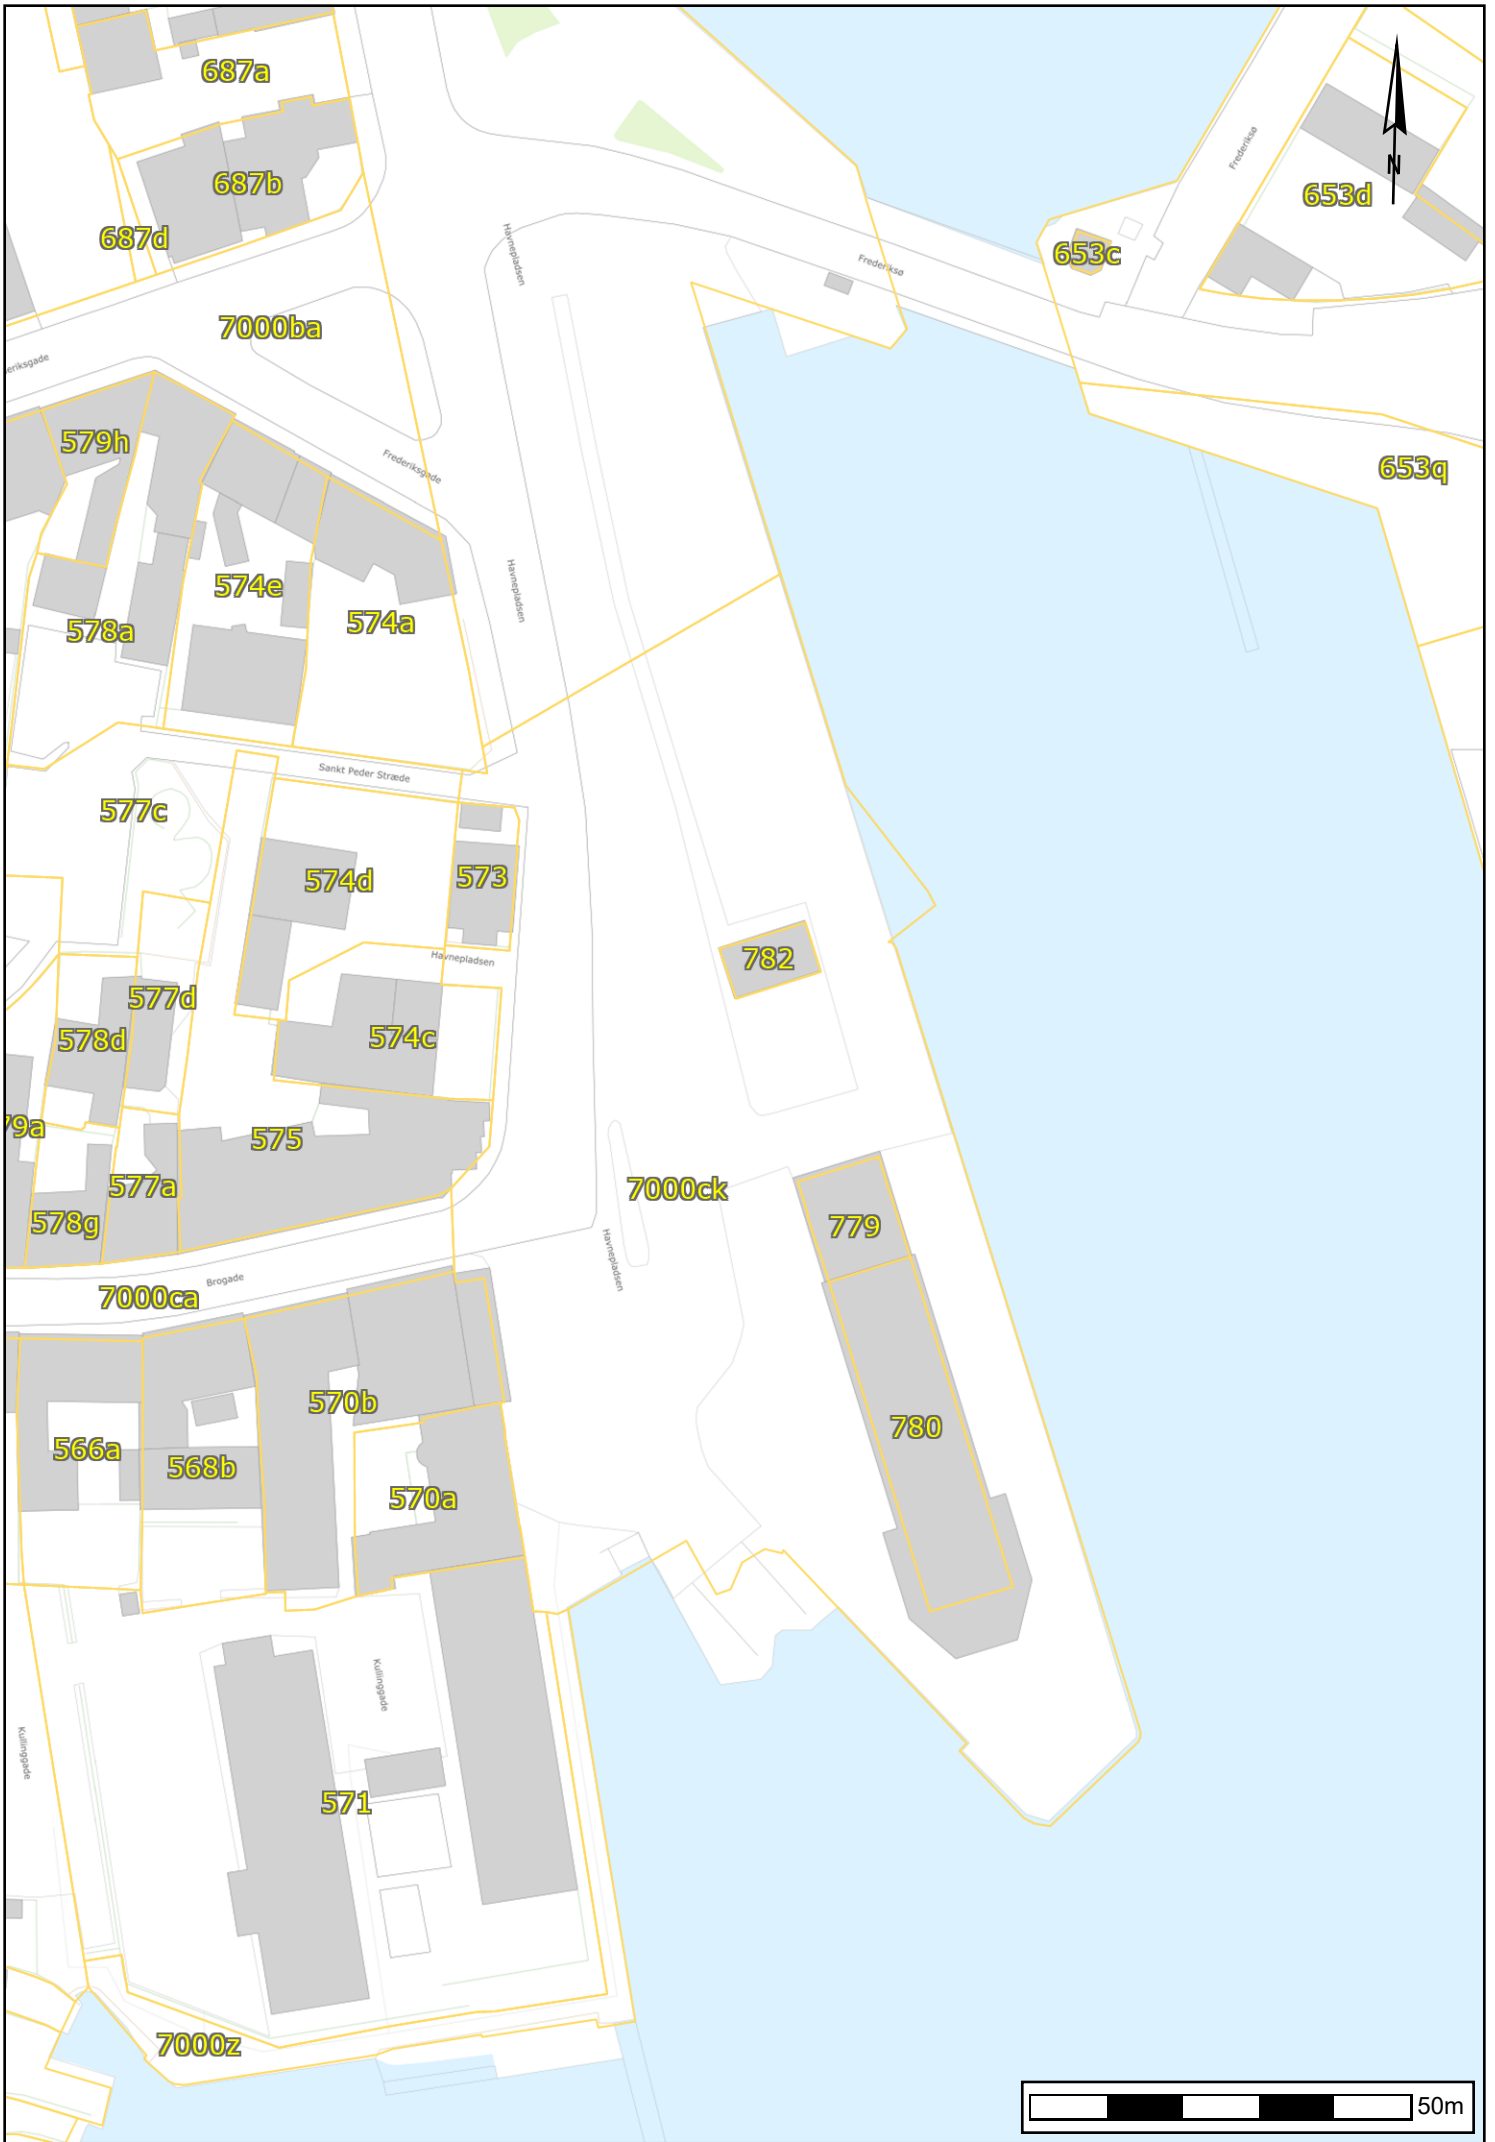 687a
687b
687d
Havnepladsen
Frederiksø
Frederiksø
653d
N
653c
7000ba
eriksgade
579h
Frederiksgade
653q
574e
574a
578a
Havnepladsen
Sankt Peder Stræde
577c
574d
573
Havnepladsen
782
577d
578d
574c
79a
575
577a
578g
7000ck
779
Havnepladsen
Brogade
7000ca
570b
780
566a
568b
570a
Kullinggade
Kullinggade
571
7000z
50m